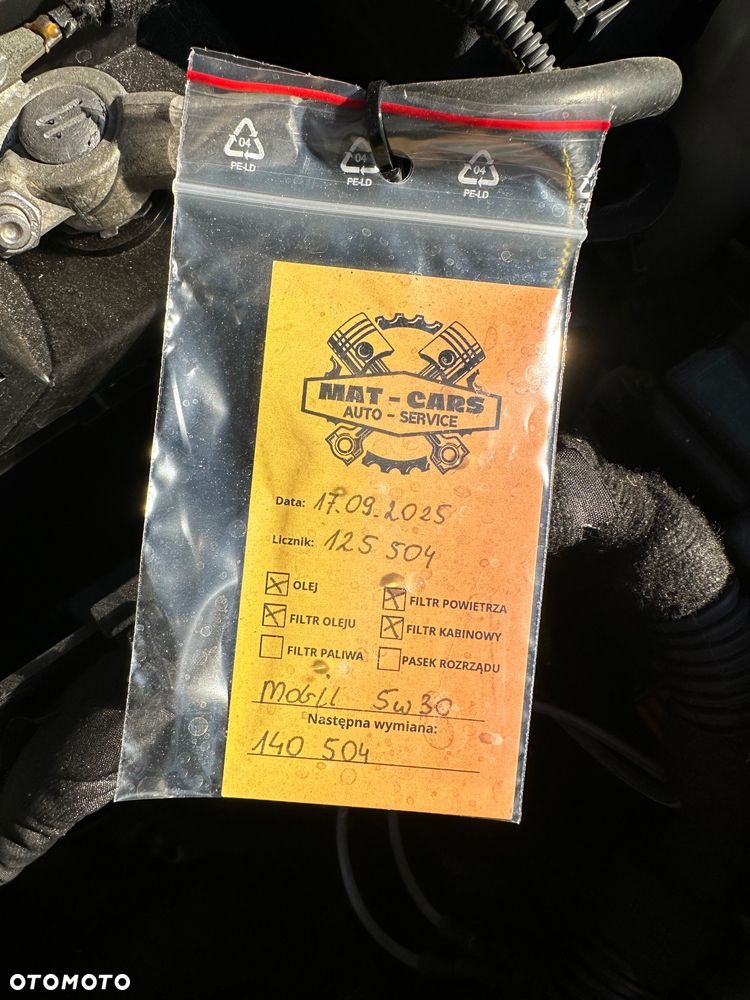 04 04 04
PE-LD PE-LD PE-LD
MAT - CARS
AUTO - SERVICE
Data: 17.09.2025
Licznik: 125 504
OLEJ
FILTR POWIETRZA
FILTR OLEJU
FILTR KABINOWY
FILTR PALIWA
PASEK ROZRZĄDU
MOBIL 5W30
Następna wymiana:
140 504
OTOMOTO